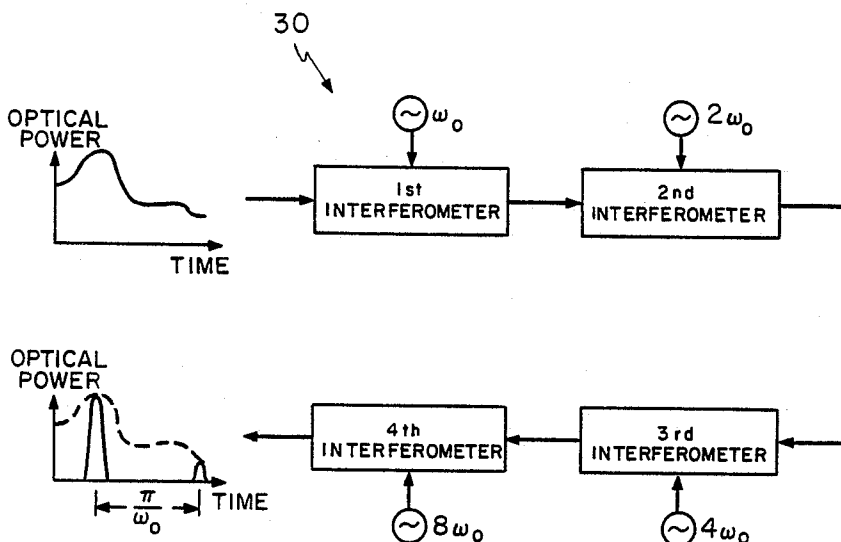 30
OPTICAL
POWER
TIME
ω₀
1st
INTERFEROMETER
2ω₀
2nd
INTERFEROMETER
OPTICAL
POWER
π/ω₀
TIME
4th
INTERFEROMETER
8ω₀
3rd
INTERFEROMETER
4ω₀